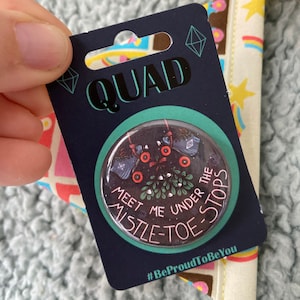 QUAD
MEET ME UNDER THE
MISTLE-TOE-STOPS
#BeProudToBeYou